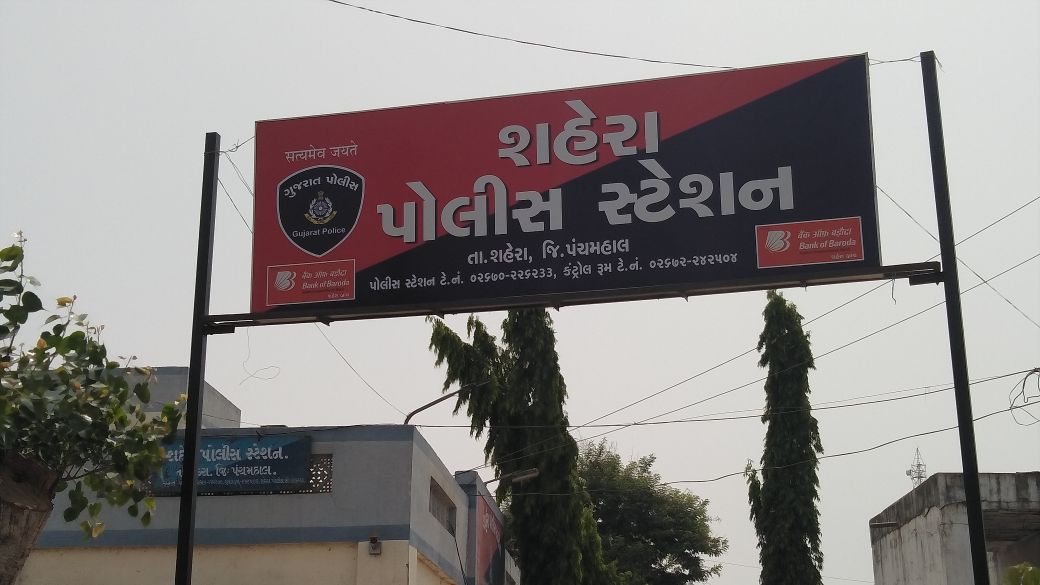 सत्यमेव जयते
ગુજરાત પોલીસ
Gujarat Police
શહેરા
પોલીસ સ્ટેશન
તા.શહેરા, જિ.પંચમહાલ
પોલીસ સ્ટેશન ટે.નં. ૦૨૬૭૦-૨૨૬૨૩૩, કંટ્રોલ રૂમ ટે.નં. ૦૨૬૭૨-૨૪૨૫૦૪
बैंक ऑफ़ बड़ौदा
Bank of Baroda
बैंक ऑफ़ बड़ौदा
Bank of Baroda
પોલીસ સ્ટેશન.
જિ. પંચમહાલ.